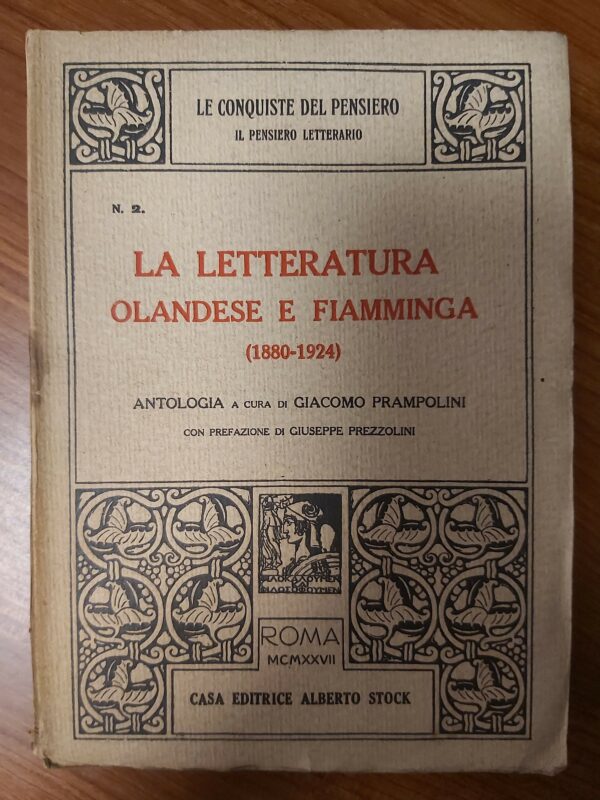 LE CONQUISTE DEL PENSIERO
IL PENSIERO LETTERARIO
N. 2.
LA LETTERATURA
OLANDESE E FIAMMINGA
(1880-1924)
ANTOLOGIA A CURA DI GIACOMO PRAMPOLINI
CON PREFAZIONE DI GIUSEPPE PREZZOLINI
ROMA
MCMXXVII
CASA EDITRICE ALBERTO STOCK